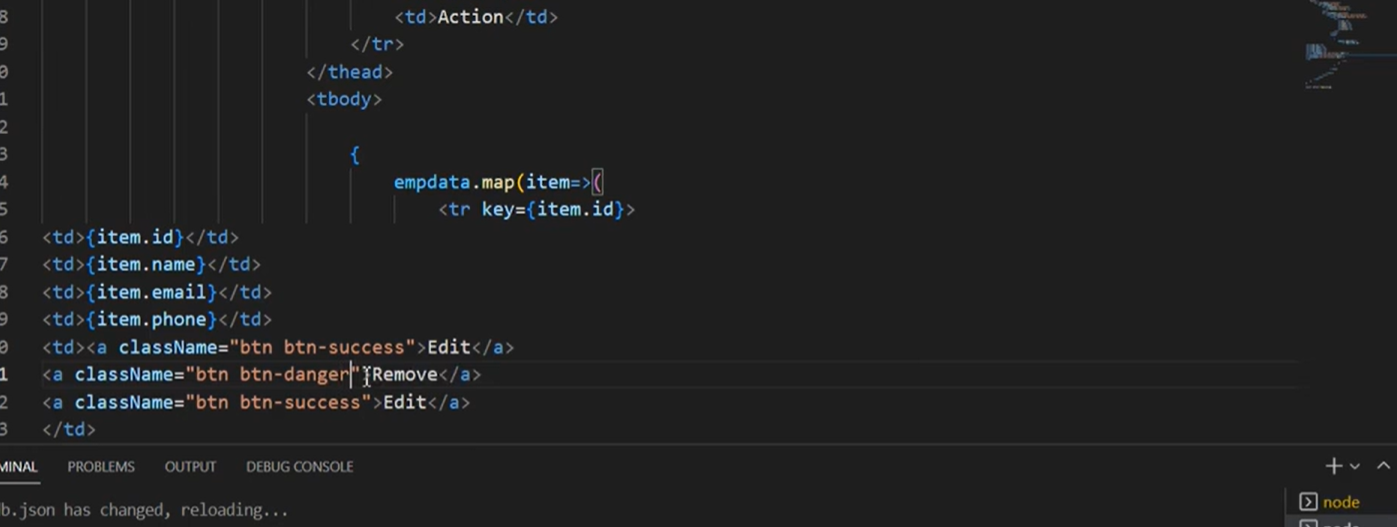 8 <td>Action</td>
9 </tr>
0 </thead>
1 <tbody>
2
3 {
4 empdata.map(item=>(
5 <tr key={item.id}>
6 <td>{item.id}</td>
7 <td>{item.name}</td>
8 <td>{item.email}</td>
9 <td>{item.phone}</td>
0 <td><a className="btn btn-success">Edit</a>
1 <a className="btn btn-danger">Remove</a>
2 <a className="btn btn-success">Edit</a>
3 </td>
MINAL PROBLEMS OUTPUT DEBUG CONSOLE
b.json has changed, reloading...
node